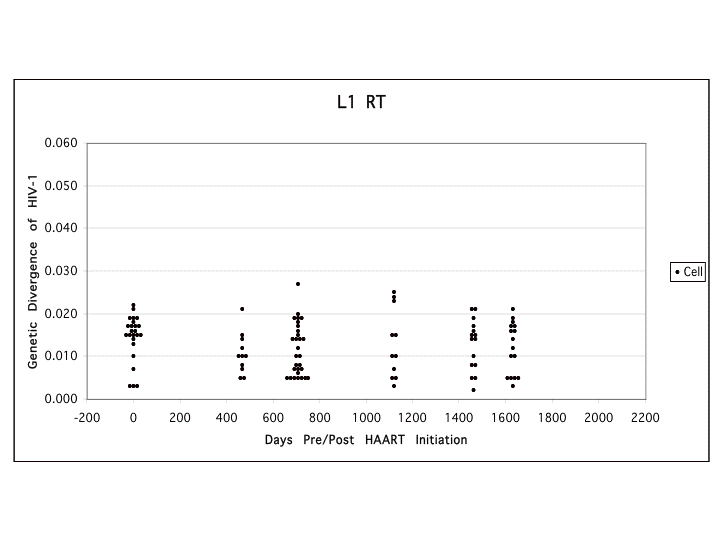 L1 RT
Genetic Divergence of HIV-1
0.060
0.050
0.040
0.030
0.020
0.010
0.000
-200 0 200 400 600 800 1000 1200 1400 1600 1800 2000 2200
Days Pre/Post HAART Initiation
Cell